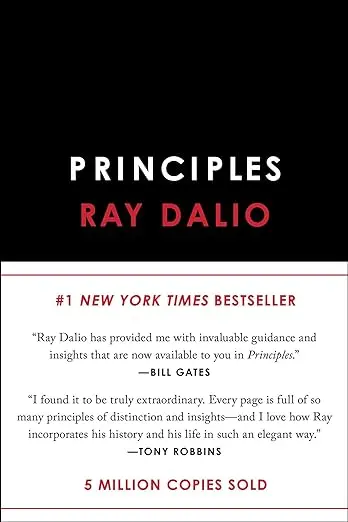 PRINCIPLES
RAY DALIO
#1 NEW YORK TIMES BESTSELLER
“Ray Dalio has provided me with invaluable guidance and
insights that are now available to you in Principles.”
—BILL GATES
“I found it to be truly extraordinary. Every page is full of so
many principles of distinction and insights—and I love how Ray
incorporates his history and his life in such an elegant way.”
—TONY ROBBINS
5 MILLION COPIES SOLD